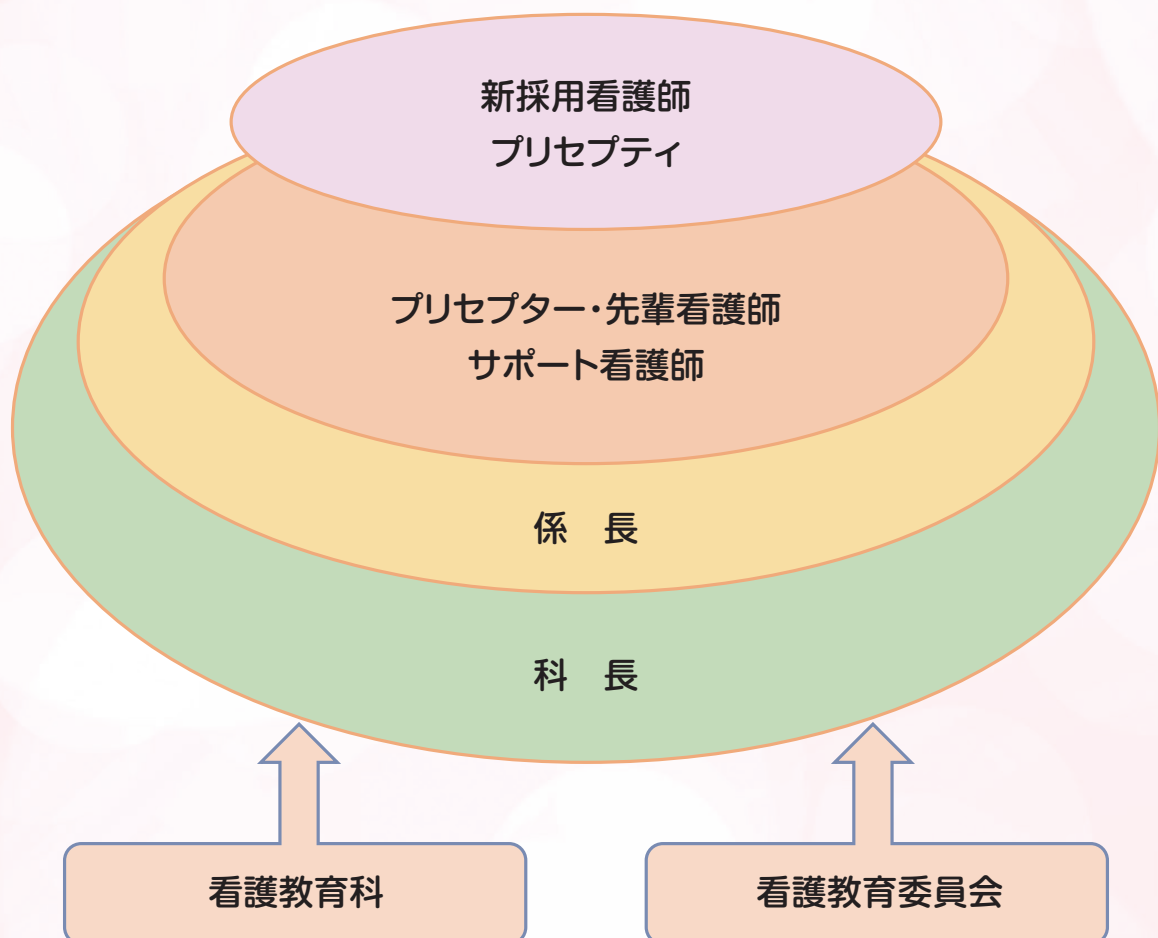 新採用看護師
プリセプティ
プリセプター・先輩看護師
サポート看護師
係　長
科　長
看護教育科
看護教育委員会